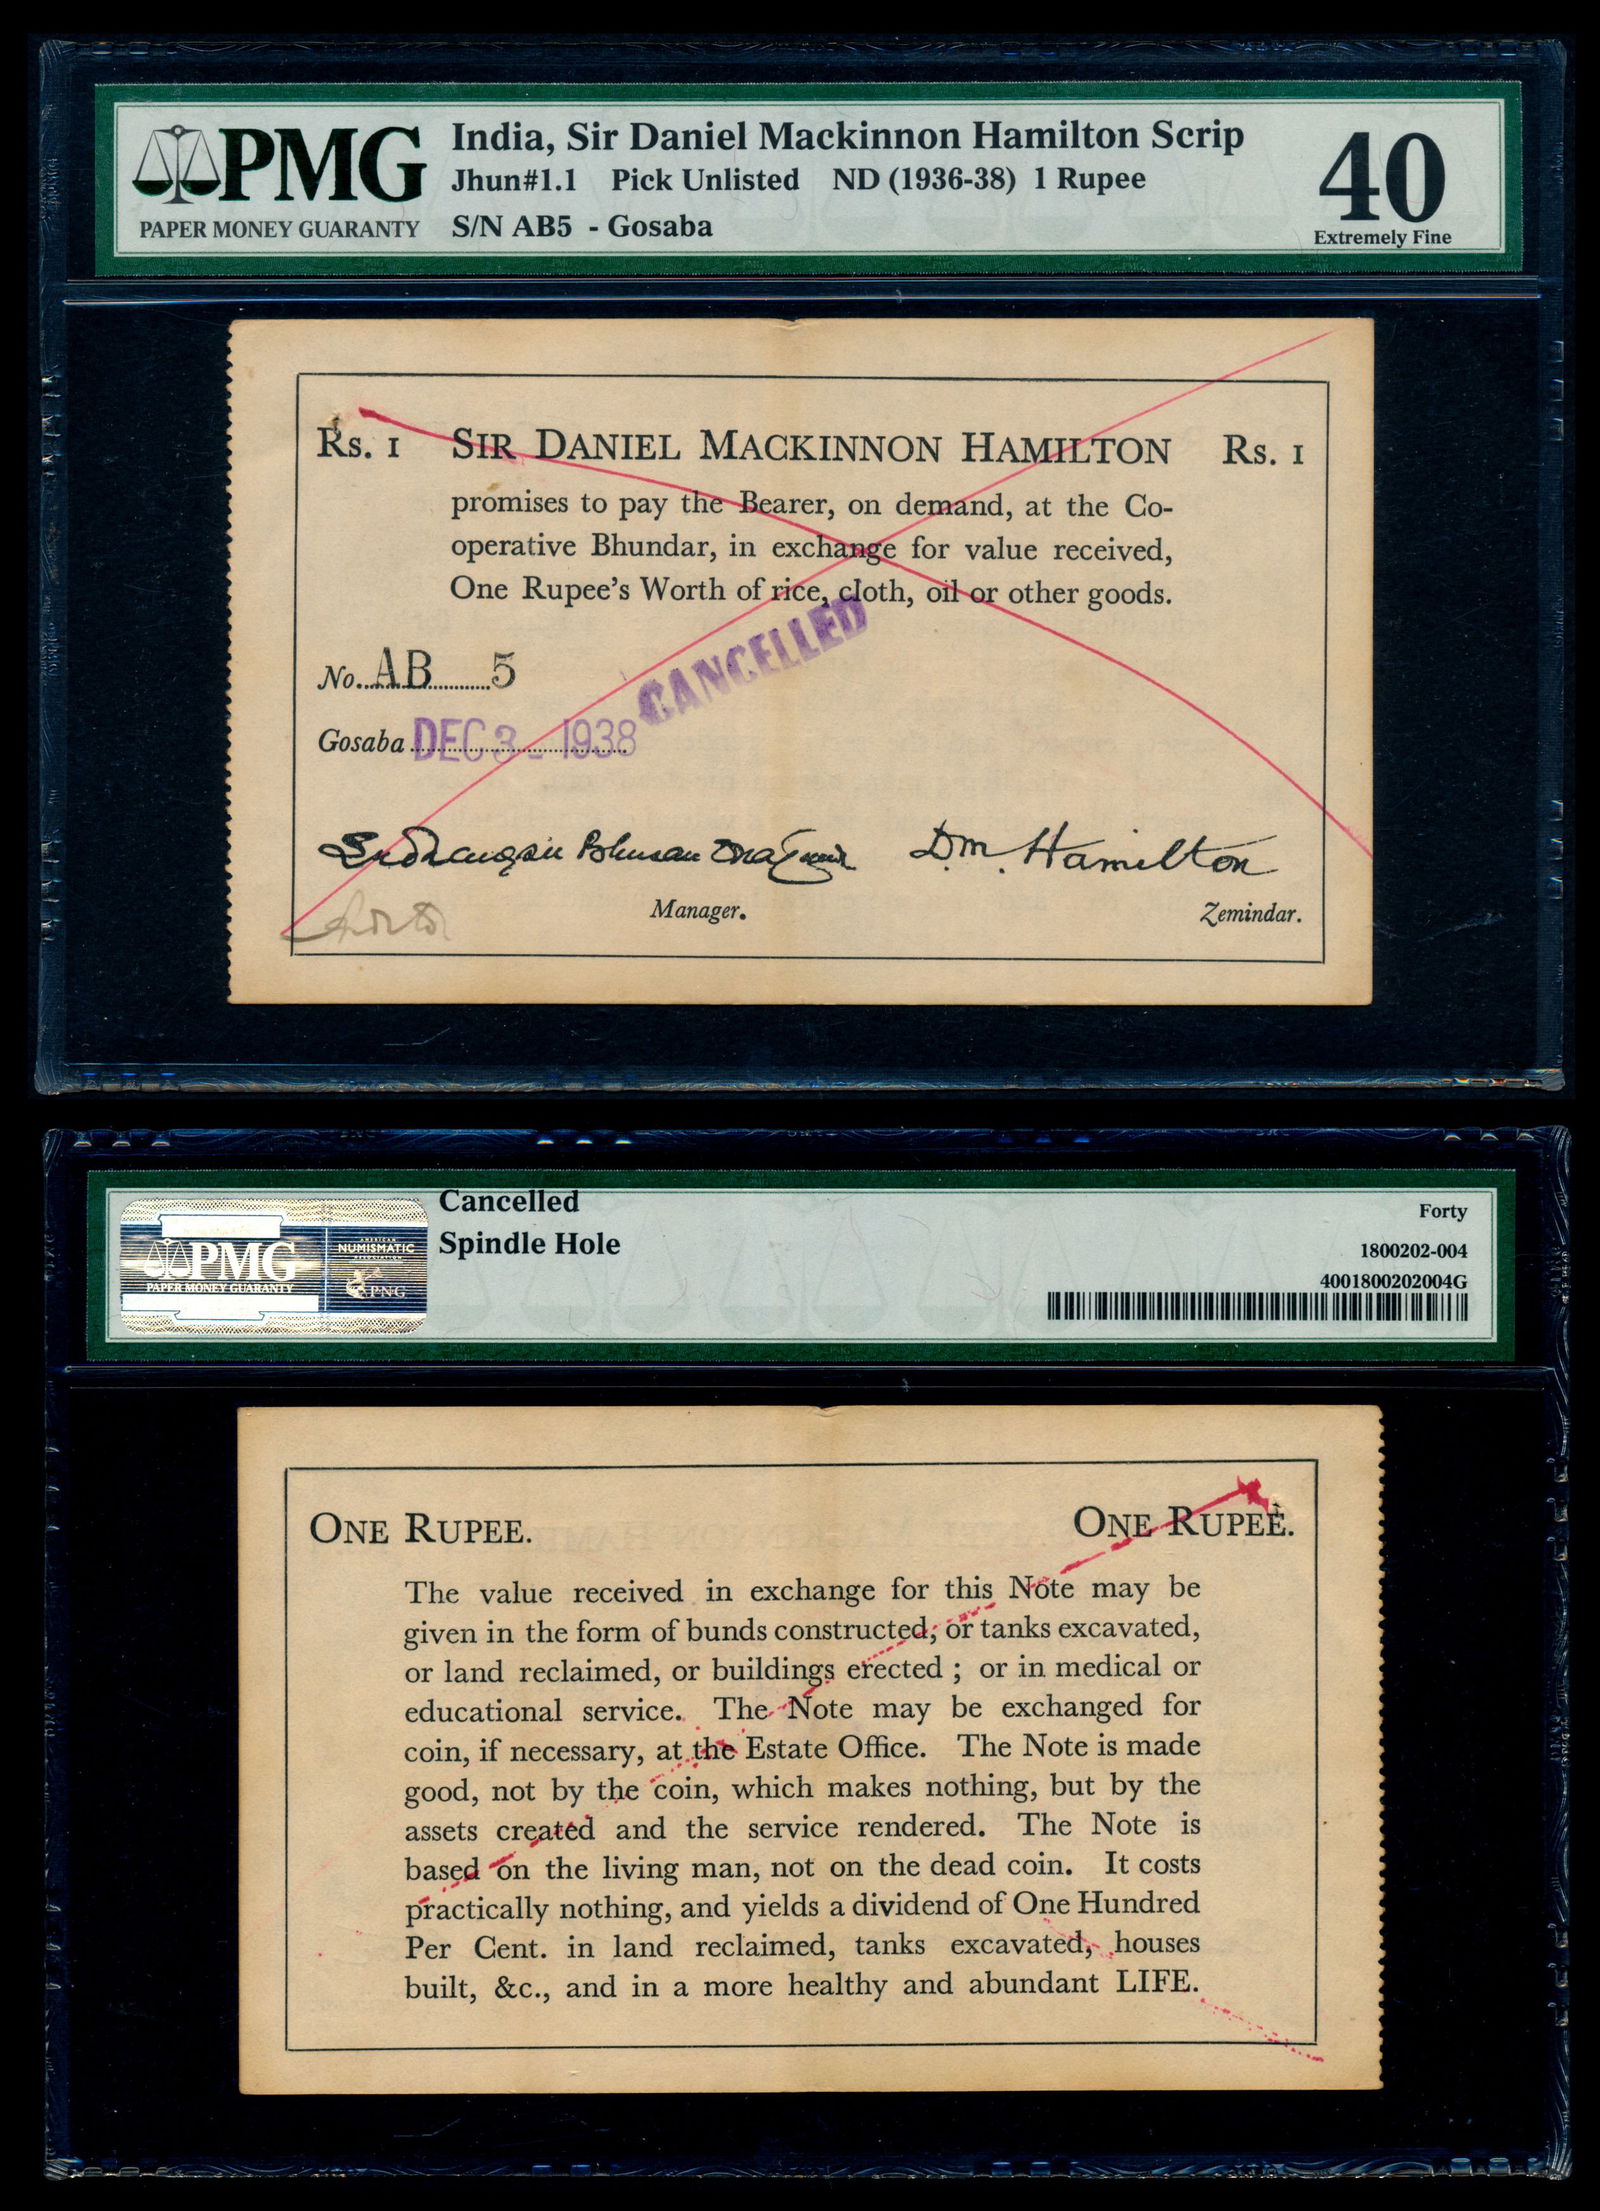 PMG
PAPER MONEY GUARANTY
India, Sir Daniel Mackinnon Hamilton Scrip
Jhun#1.1 Pick Unlisted ND (1936-38) 1 Rupee
S/N AB5 - Gosaba
40
Extremely Fine
Rs. 1 SIR DANIEL MACKINNON HAMILTON Rs. 1
promises to pay the Bearer, on demand, at the Co-
operative Bhundar, in exchange for value received,
One Rupee's Worth of rice, cloth, oil or other goods.
CANCELLED
No. AB 5
Gosaba DEC 3 - 1938
D. M. Hamilton
Manager.
Zemindar.
PMG
PAPER MONEY GUARANTY
AMERICAN
NUMISMATIC
ASSOCIATION
PNG
Cancelled
Spindle Hole
Forty
1800202-004
4001800202004G
ONE RUPEE. ONE RUPEE.
The value received in exchange for this Note may be
given in the form of bunds constructed, or tanks excavated,
or land reclaimed, or buildings erected ; or in medical or
educational service. The Note may be exchanged for
coin, if necessary, at the Estate Office. The Note is made
good, not by the coin, which makes nothing, but by the
assets created and the service rendered. The Note is
based on the living man, not on the dead coin. It costs
practically nothing, and yields a dividend of One Hundred
Per Cent. in land reclaimed, tanks excavated, houses
built, &c., and in a more healthy and abundant LIFE.